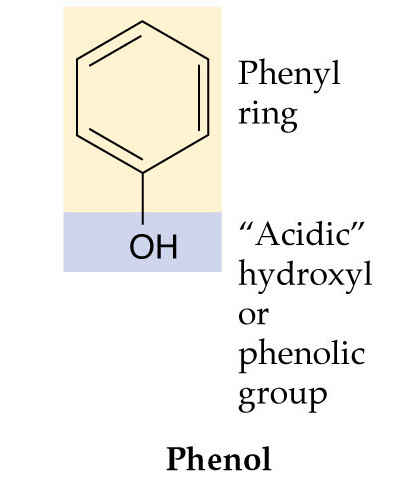 Phenyl
ring
OH
“Acidic”
hydroxyl
or
phenolic
group
Phenol